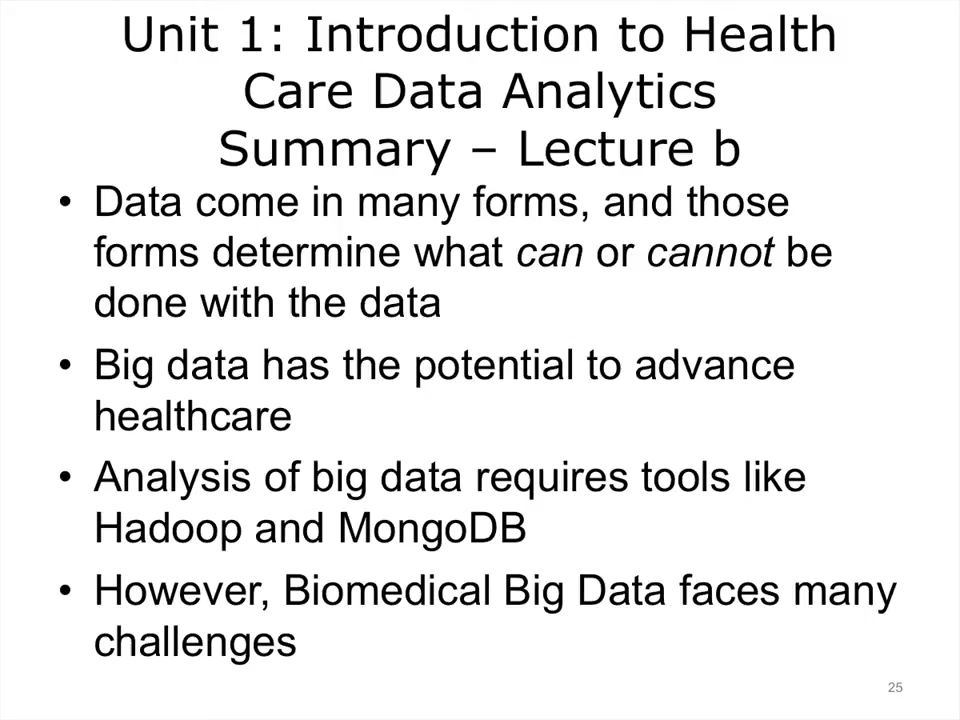 Unit 1: Introduction to Health
Care Data Analytics
Summary – Lecture b
• Data come in many forms, and those
forms determine what can or cannot be
done with the data
• Big data has the potential to advance
healthcare
• Analysis of big data requires tools like
Hadoop and MongoDB
• However, Biomedical Big Data faces many
challenges
25